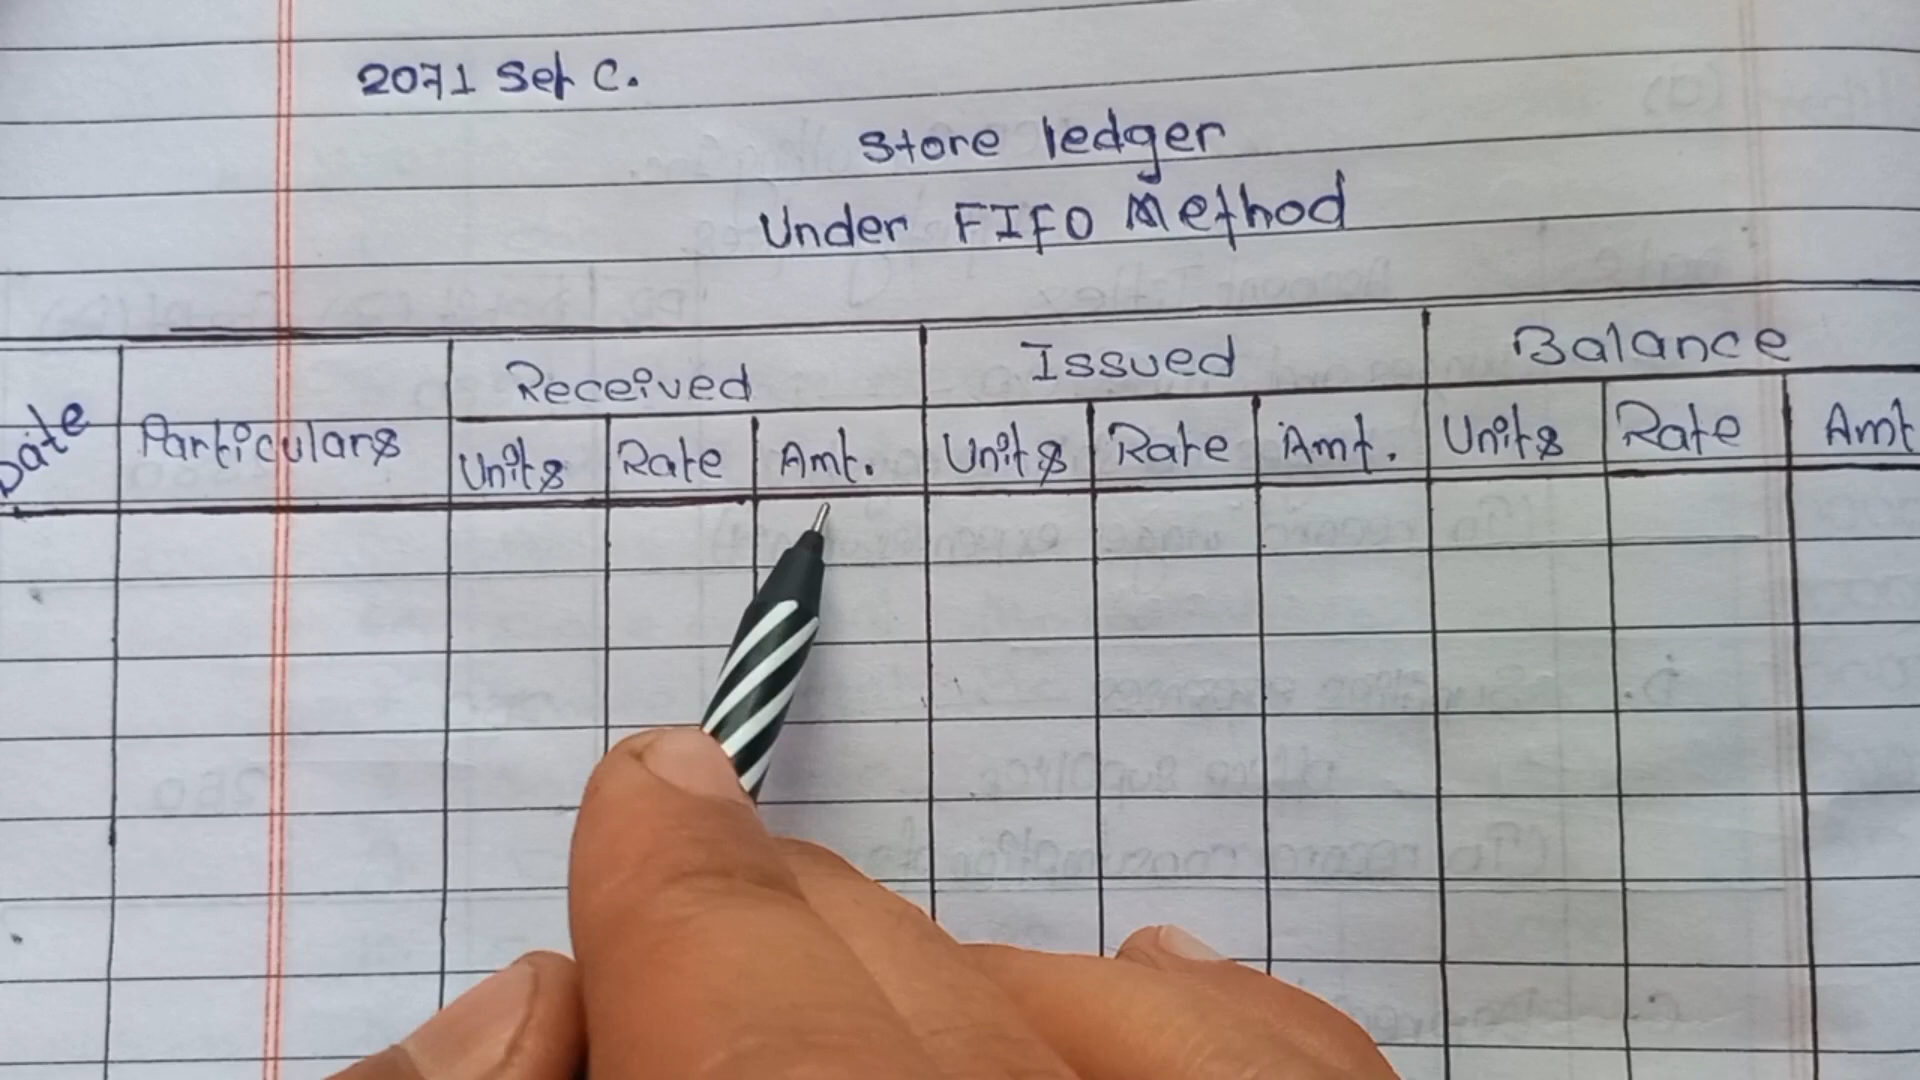 2071 Set C.
Store ledger
Under FIFO Method
Date Particulars Received Issued Balance
Units Rate Amt. Units Rate Amt. Units Rate Amt